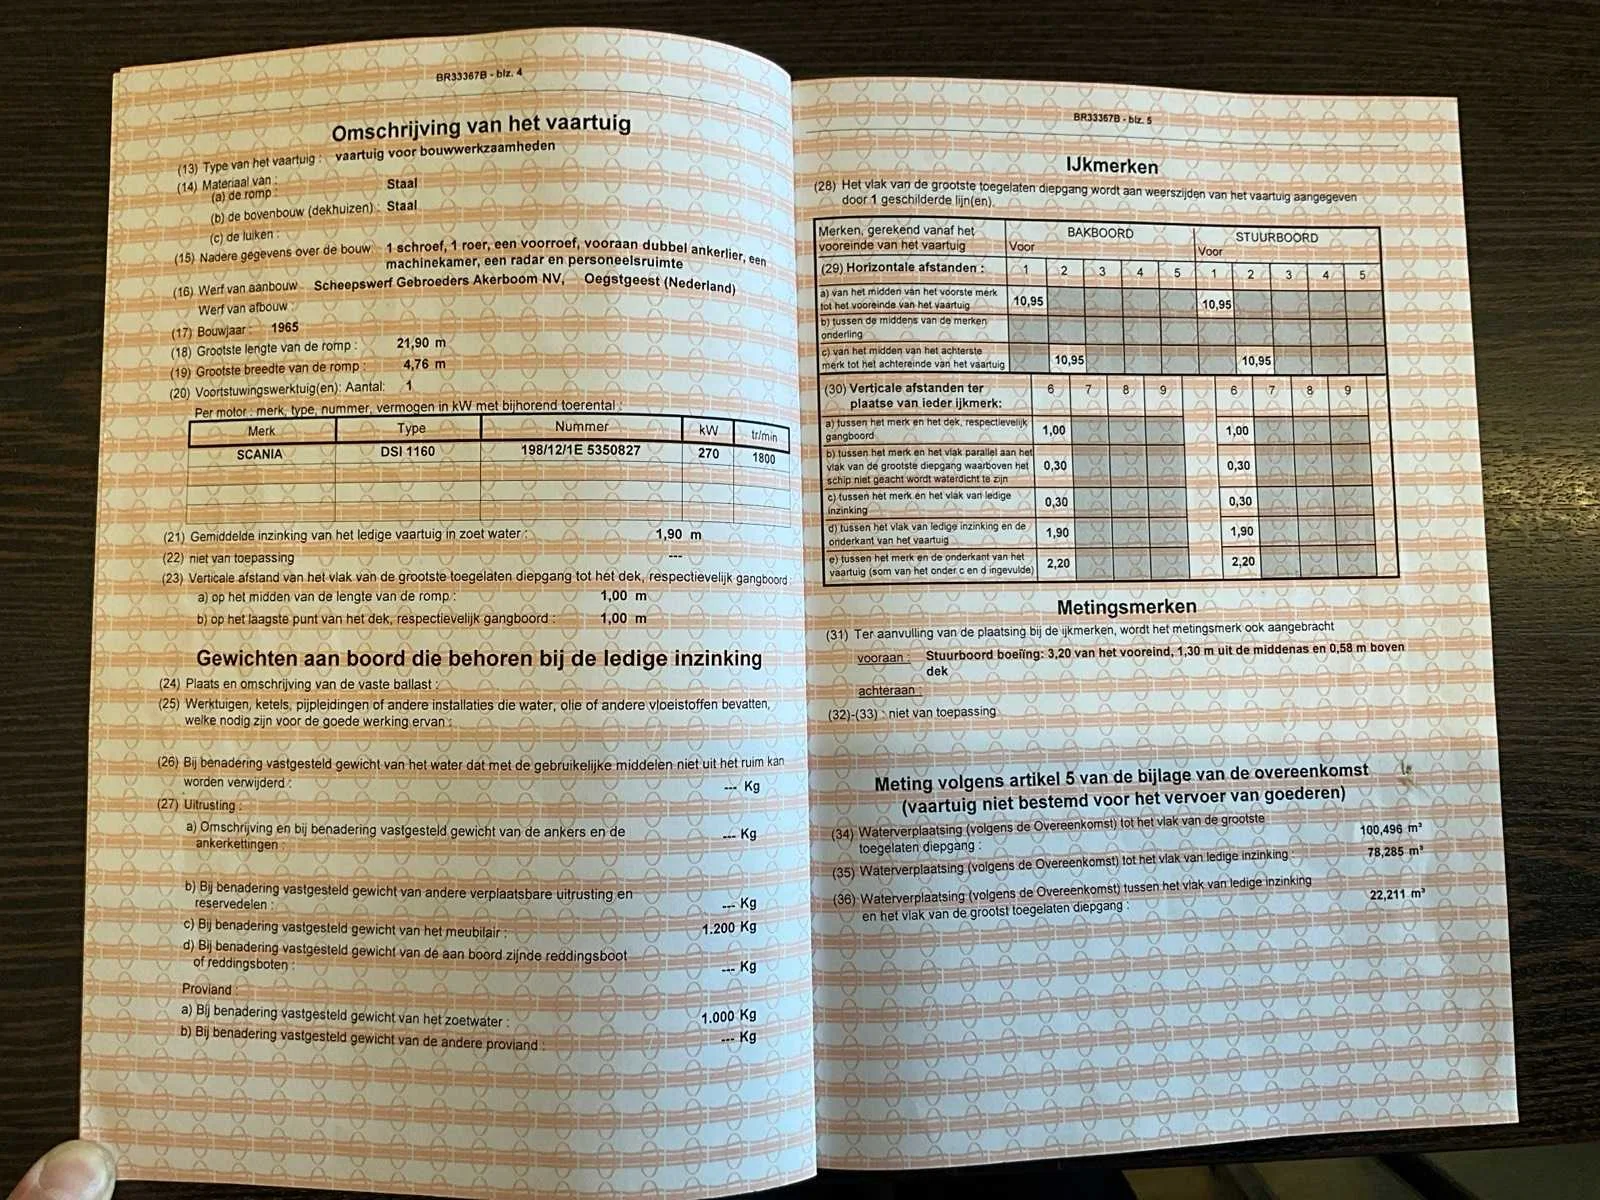 BR33367B - blz. 4
Omschrijving van het vaartuig
(13) Type van het vaartuig : vaartuig voor bouwwerkzaamheden
(14) Materiaal van :
(a) de romp : Staal
(b) de bovenbouw (dekhuizen) : Staal
(c) de luiken :
(15) Nadere gegevens over de bouw: 1 schroef, 1 roer, een voorroef, vooraan dubbel ankerlier, een
machinekamer, een radar en personeelsruimte
(16) Werf van aanbouw Scheepswerf Gebroeders Akerboom NV, Oegstgeest (Nederland)
Werf van afbouw :
(17) Bouwjaar : 1965
(18) Grootste lengte van de romp : 21,90 m
(19) Grootste breedte van de romp : 4,76 m
(20) Voortstuwingswerktuig(en): Aantal: 1
Per motor : merk, type, nummer, vermogen in kW met bijhorend toerental :
Merk Type Nummer kW tr/min
SCANIA DSI 1160 198/12/1E 5350827 270 1800
(21) Gemiddelde inzinking van het ledige vaartuig in zoet water : 1,90 m
(22) niet van toepassing ---
(23) Verticale afstand van het vlak van de grootste toegelaten diepgang tot het dek, respectievelijk gangboord :
a) op het midden van de lengte van de romp : 1,00 m
b) op het laagste punt van het dek, respectievelijk gangboord : 1,00 m
Gewichten aan boord die behoren bij de ledige inzinking
(24) Plaats en omschrijving van de vaste ballast :
(25) Werktuigen, ketels, pijpleidingen of andere installaties die water, olie of andere vloeistoffen bevatten,
welke nodig zijn voor de goede werking ervan :
(26) Bij benadering vastgesteld gewicht van het water dat met de gebruikelijke middelen niet uit het ruim kan
worden verwijderd : --- Kg
(27) Uitrusting :
a) Omschrijving en bij benadering vastgesteld gewicht van de ankers en de --- Kg
ankerkettingen :
b) Bij benadering vastgesteld gewicht van andere verplaatsbare uitrusting en
reservedelen : --- Kg
c) Bij benadering vastgesteld gewicht van het meubilair : 1.200 Kg
d) Bij benadering vastgesteld gewicht van de aan boord zijnde reddingsboot
of reddingsboten : --- Kg
Proviand :
a) Bij benadering vastgesteld gewicht van het zoetwater : 1.000 Kg
b) Bij benadering vastgesteld gewicht van de andere proviand : --- Kg
BR33367B - blz. 5
IJkmerken
(28) Het vlak van de grootste toegelaten diepgang wordt aan weerszijden van het vaartuig aangegeven
door 1 geschilderde lijn(en).
Merken, gerekend vanaf het BAKBOORD STUURBOORD
vooreinde van het vaartuig Voor Voor
(29) Horizontale afstanden : 1 2 3 4 5 1 2 3 4 5
a) van het midden van het voorste merk
tot het vooreinde van het vaartuig 10,95 10,95
b) tussen de middens van de merken
onderling
c) van het midden van het achterste
merk tot het achtereinde van het vaartuig 10,95 10,95
(30) Verticale afstanden ter 6 7 8 9 6 7 8 9
plaatse van ieder ijkmerk:
a) tussen het merk en het dek, respectievelijk
gangboord 1,00 1,00
b) tussen het merk en het vlak parallel aan het
vlak van de grootste diepgang waarboven het 0,30 0,30
schip niet geacht wordt waterdicht te zijn
c) tussen het merk en het vlak van ledige
inzinking 0,30 0,30
d) tussen het vlak van ledige inzinking en de
onderkant van het vaartuig 1,90 1,90
e) tussen het merk en de onderkant van het
vaartuig (som van het onder c en d ingevulde) 2,20 2,20
Metingsmerken
(31) Ter aanvulling van de plaatsing bij de ijkmerken, wordt het metingsmerk ook aangebracht
vooraan : Stuurboord boeiïng: 3,20 van het vooreind, 1,30 m uit de middenas en 0,58 m boven
dek
achteraan :
(32)-(33) : niet van toepassing
Meting volgens artikel 5 van de bijlage van de overeenkomst
(vaartuig niet bestemd voor het vervoer van goederen)
(34) Waterverplaatsing (volgens de Overeenkomst) tot het vlak van de grootste
toegelaten diepgang : 100,496 m³
(35) Waterverplaatsing (volgens de Overeenkomst) tot het vlak van ledige inzinking : 78,285 m³
(36) Waterverplaatsing (volgens de Overeenkomst) tussen het vlak van ledige inzinking
en het vlak van de grootst toegelaten diepgang : 22,211 m³